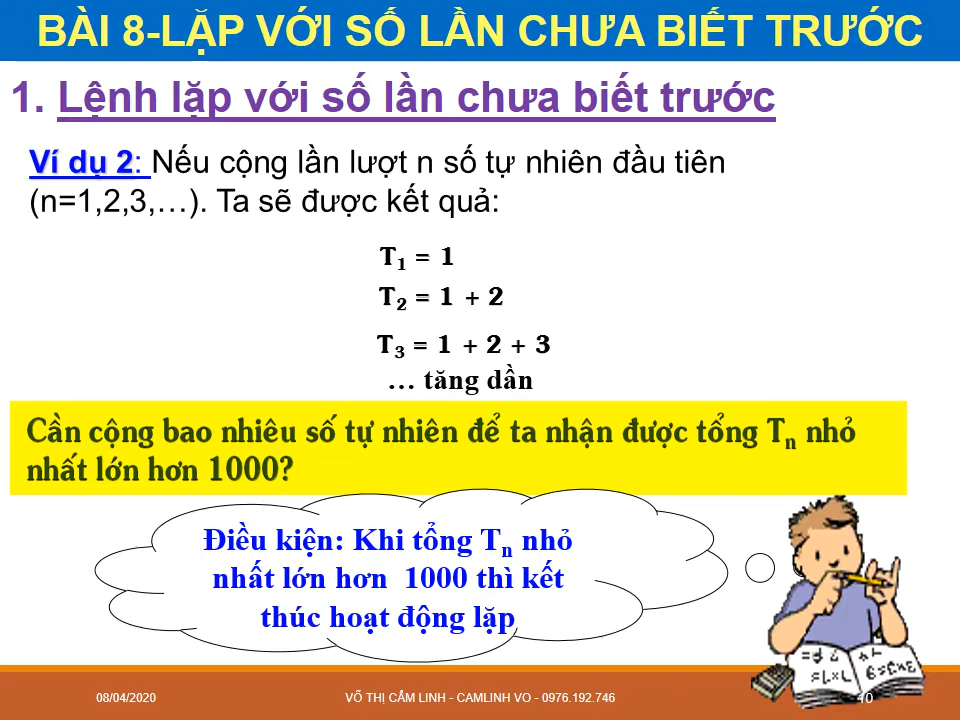 BÀI 8-LẶP VỚI SỐ LẦN CHƯA BIẾT TRƯỚC
1. Lệnh lặp với số lần chưa biết trước
Ví dụ 2: Nếu cộng lần lượt n số tự nhiên đầu tiên
(n=1,2,3,…). Ta sẽ được kết quả:
T₁ = 1
T₂ = 1 + 2
T₃ = 1 + 2 + 3
… tăng dần
Cần cộng bao nhiêu số tự nhiên để ta nhận được tổng Tₙ nhỏ
nhất lớn hơn 1000?
Điều kiện: Khi tổng Tₙ nhỏ
nhất lớn hơn 1000 thì kết
thúc hoạt động lặp
08/04/2020
VÕ THỊ CẨM LINH - CAMLINH VO - 0976.192.746
10